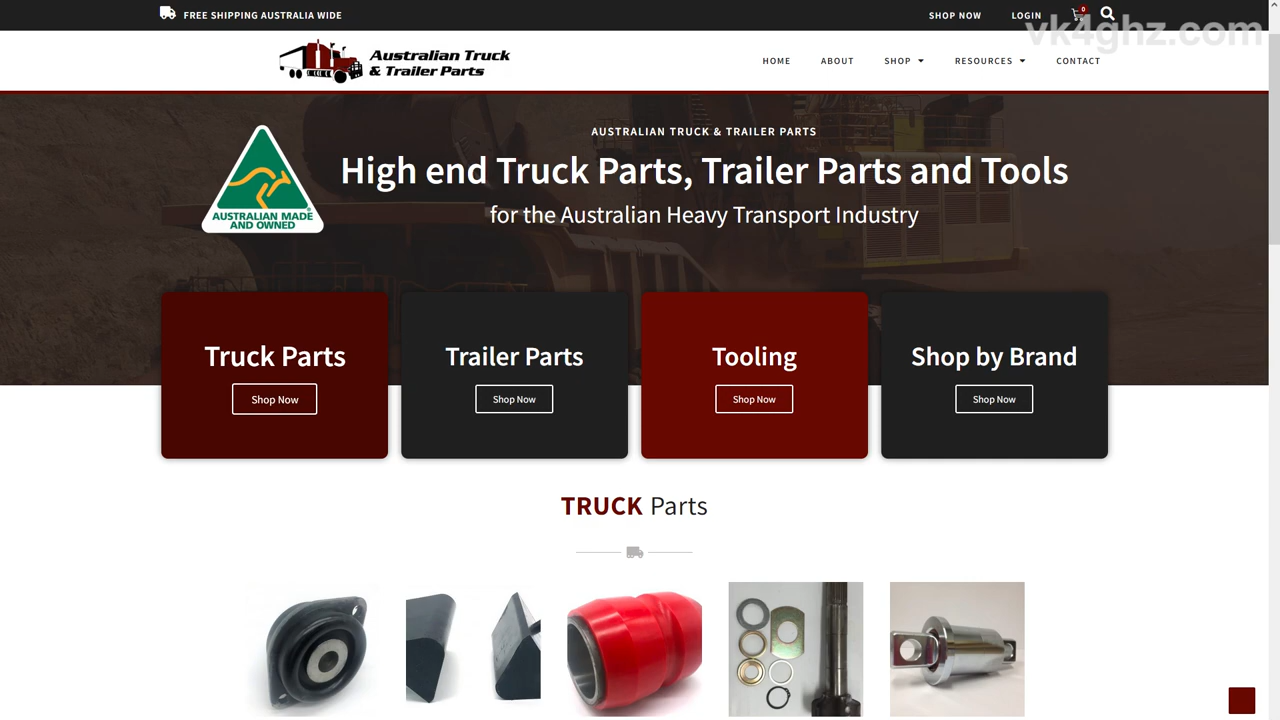 FREE SHIPPING AUSTRALIA WIDE
SHOP NOW
LOGIN
0
vk4ghz.com
Australian Truck
& Trailer Parts
HOME
ABOUT
SHOP
RESOURCES
CONTACT
AUSTRALIAN TRUCK & TRAILER PARTS
High end Truck Parts, Trailer Parts and Tools
for the Australian Heavy Transport Industry
AUSTRALIAN MADE
AND OWNED
Truck Parts
Shop Now
Trailer Parts
Shop Now
Tooling
Shop Now
Shop by Brand
Shop Now
TRUCK Parts